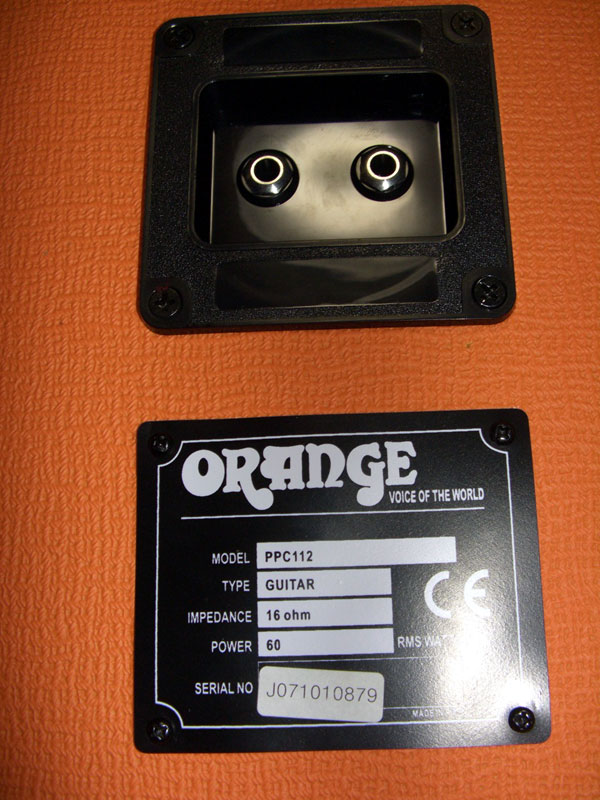 ORANGE
VOICE OF THE WORLD
MODEL PPC112
TYPE GUITAR
CE
IMPEDANCE 16 ohm
POWER 60 RMS
SERIAL NO J071010879
MADE